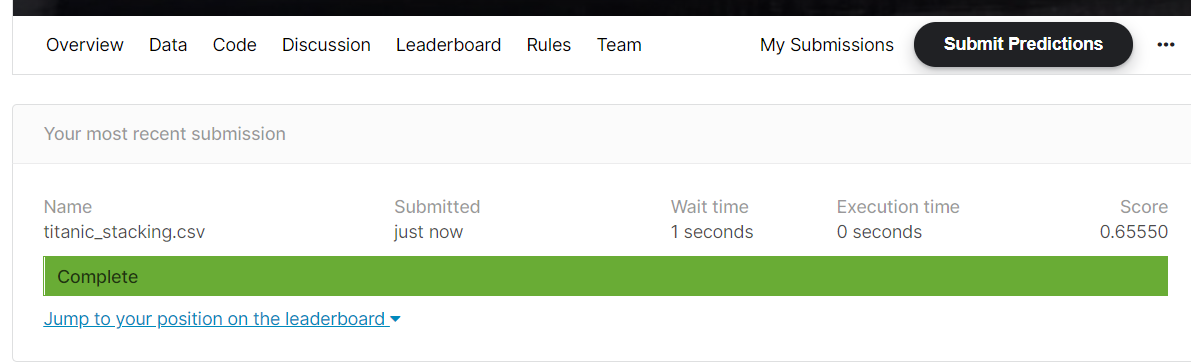 Overview Data Code Discussion Leaderboard Rules Team My Submissions Submit Predictions
Your most recent submission
Name Submitted Wait time Execution time Score
titanic_stacking.csv just now 1 seconds 0 seconds 0.65550
Complete
Jump to your position on the leaderboard